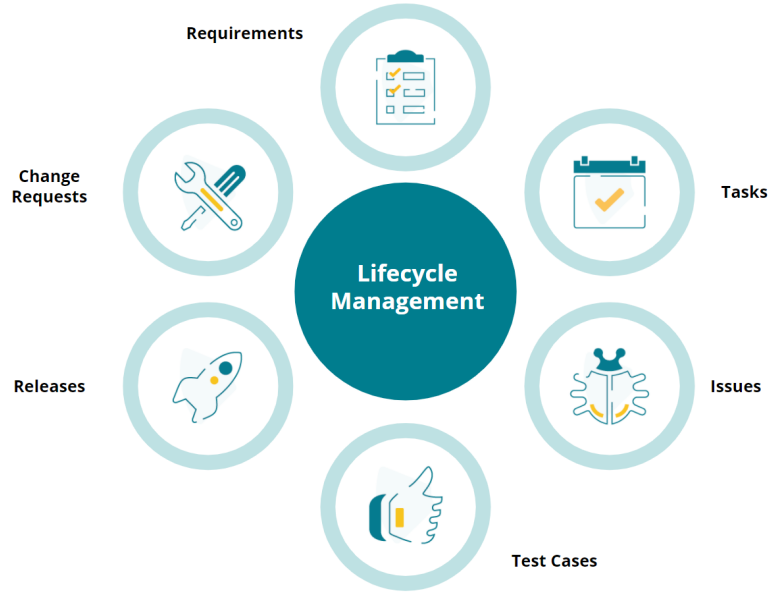 Requirements
Change
Requests
Tasks
Lifecycle
Management
Releases
Issues
Test Cases